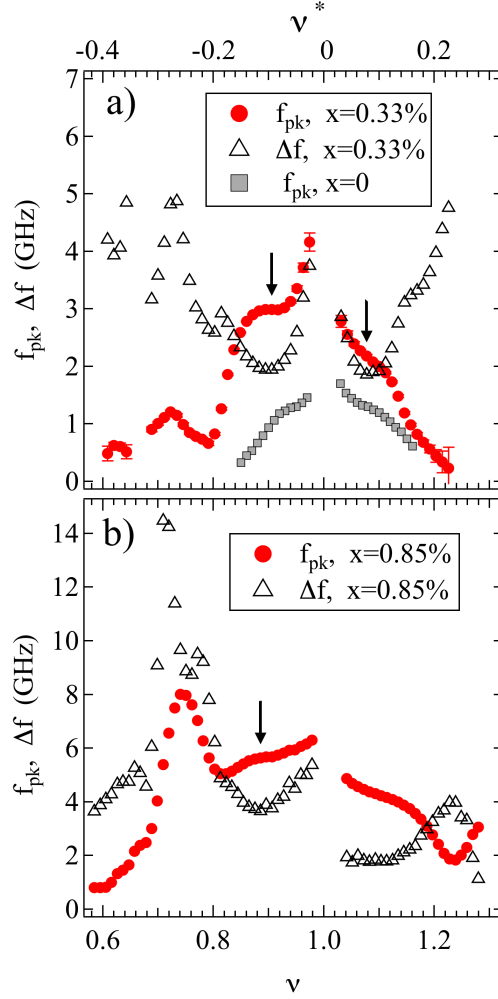 ν*
-0.4 -0.2 0 0.2
a)
f_pk, x=0.33%
Δf, x=0.33%
f_pk, x=0
7
6
5
4
3
2
1
0
f_pk, Δf (GHz)
b)
f_pk, x=0.85%
Δf, x=0.85%
14
12
10
8
6
4
2
0
f_pk, Δf (GHz)
0.6 0.8 1.0 1.2
ν